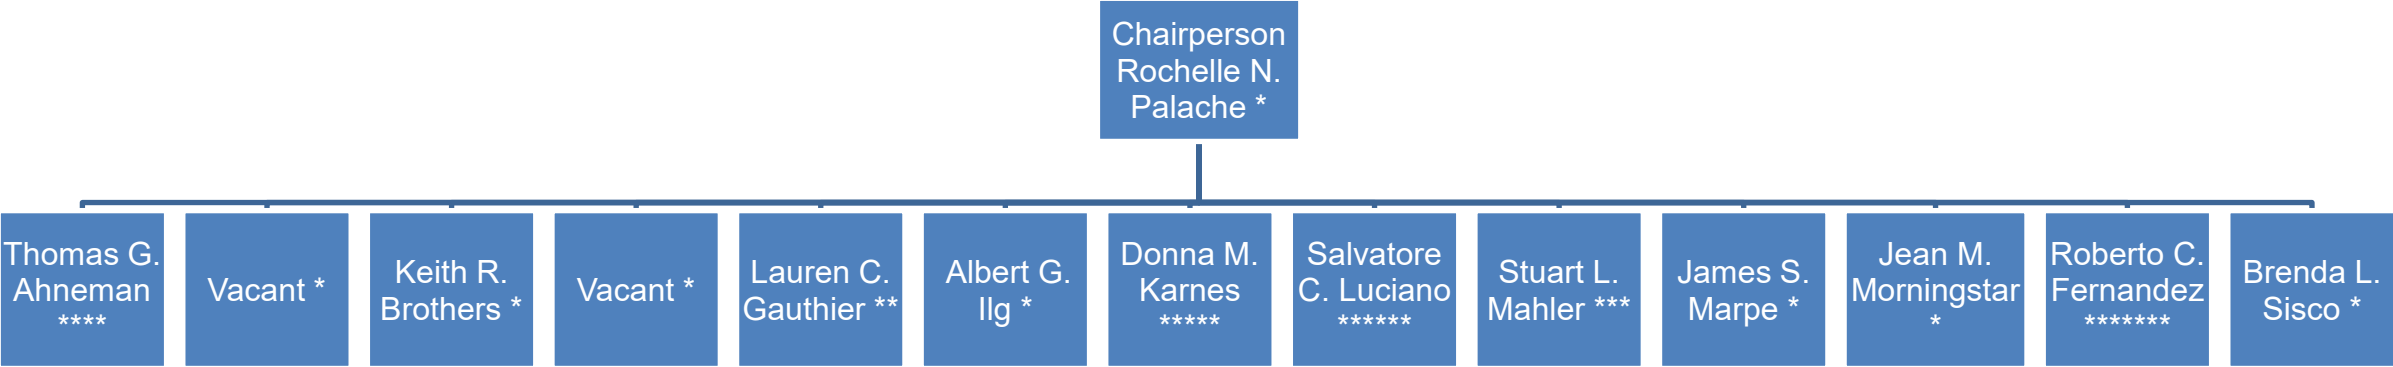 Chairperson
Rochelle N.
Palache *
Thomas G.
Ahneman
****
Vacant *
Keith R.
Brothers *
Vacant *
Lauren C.
Gauthier **
Albert G.
Ilg *
Donna M.
Karnes
*****
Salvatore
C. Luciano
******
Stuart L.
Mahler ***
James S.
Marpe *
Jean M.
Morningstar
*
Roberto C.
Fernandez
*******
Brenda L.
Sisco *